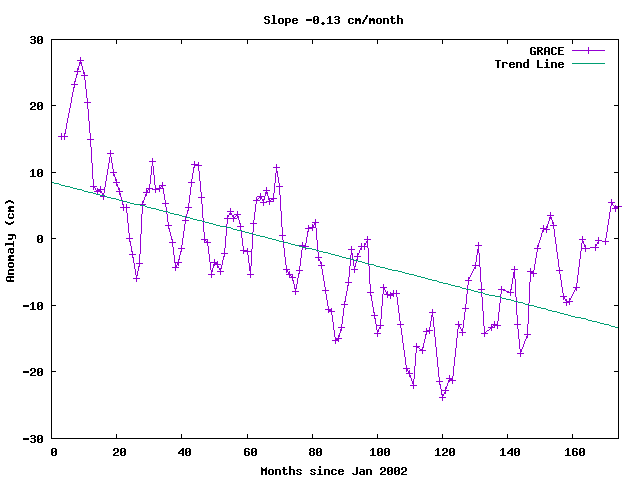 Slope -0.13 cm/month
GRACE
Trend Line
30
20
10
0
-10
-20
-30
Anomaly (cm)
0 20 40 60 80 100 120 140 160
Months since Jan 2002